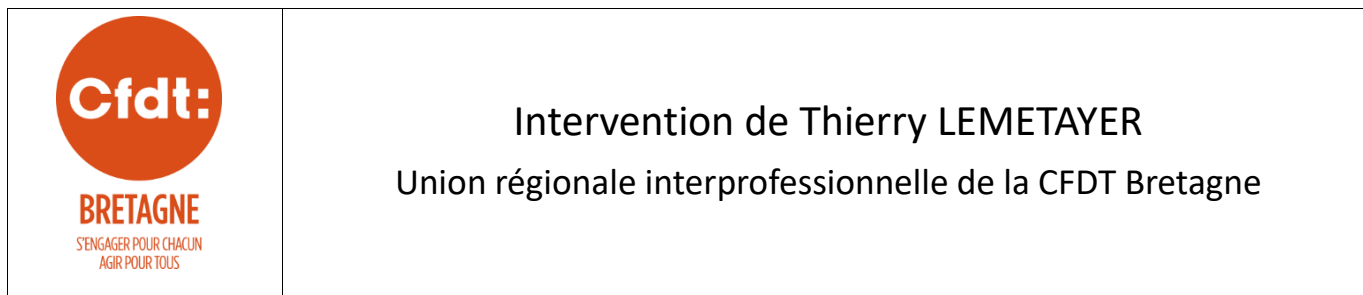 Cfdt:
BRETAGNE
S'ENGAGER POUR CHACUN
AGIR POUR TOUS
Intervention de Thierry LEMETAYER
Union régionale interprofessionnelle de la CFDT Bretagne